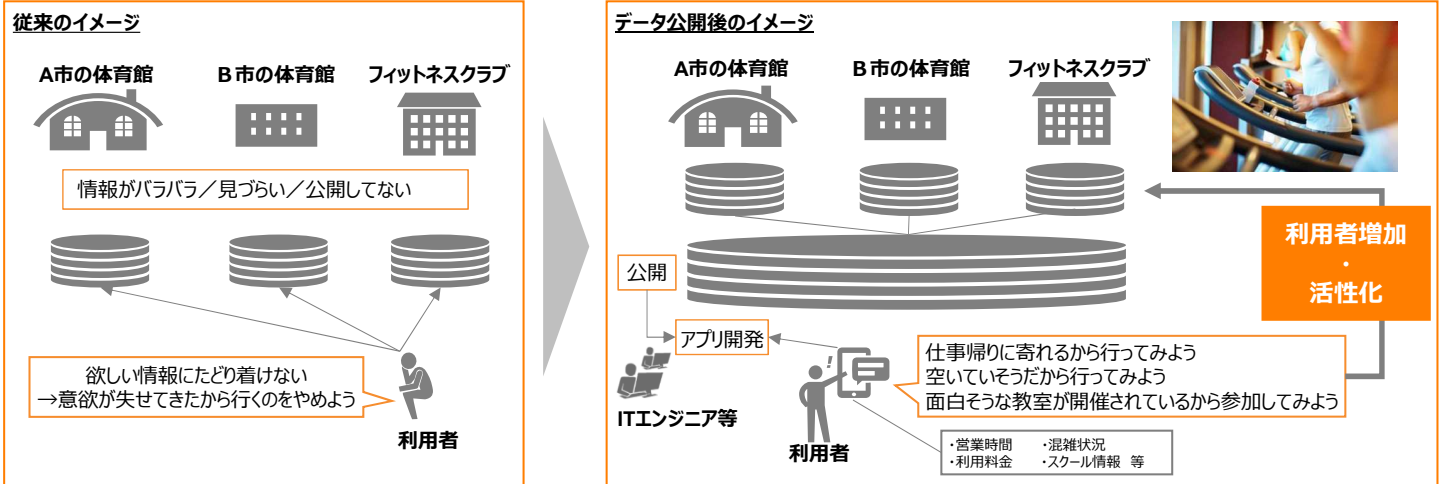 従来のイメージ
A市の体育館
B市の体育館
フィットネスクラブ
情報がバラバラ／見づらい／公開してない
欲しい情報にたどり着けない
→意欲が失せてきたから行くのをやめよう
利用者
データ公開後のイメージ
A市の体育館
B市の体育館
フィットネスクラブ
公開
アプリ開発
ITエンジニア等
!
利用者
仕事帰りに寄れるから行ってみよう
空いていそうだから行ってみよう
面白そうな教室が開催されているから参加してみよう
・営業時間 ・混雑状況
・利用料金 ・スクール情報 等
利用者増加
・
活性化